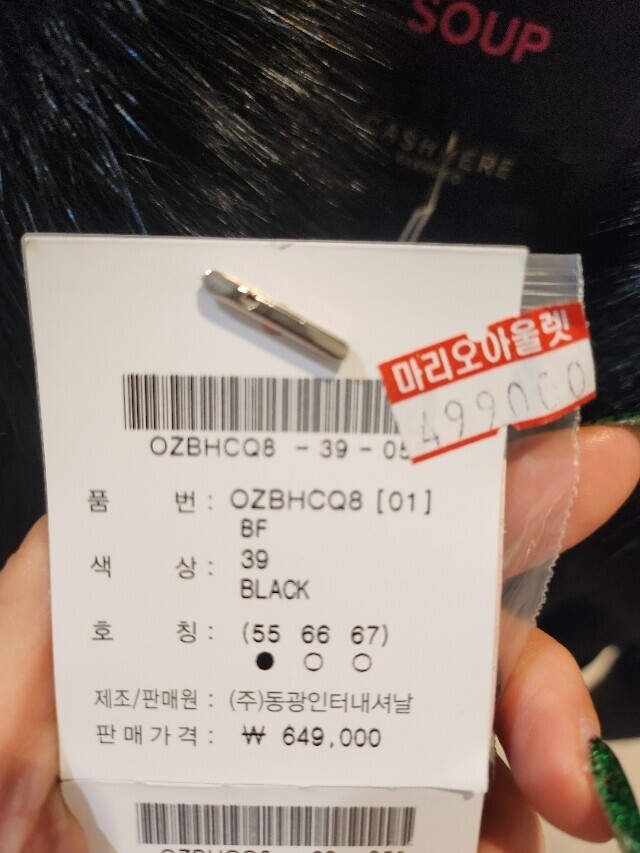 SOUP
CASHMERE
마리오아울렛
499000
OZBHCQ8 - 39 - 05
품 번 : OZBHCQ8 [01]
BF
색 상 : 39
BLACK
호 칭 : (55 66 67)
제조/판매원 : (주)동광인터내셔날
판매가격 : ₩ 649,000